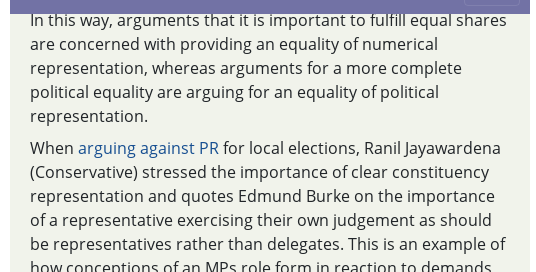 In this way, arguments that it is important to fulfill equal shares
are concerned with providing an equality of numerical
representation, whereas arguments for a more complete
political equality are arguing for an equality of political
representation.
When arguing against PR for local elections, Ranil Jayawardena
(Conservative) stressed the importance of clear constituency
representation and quotes Edmund Burke on the importance
of a representative exercising their own judgement as should
be representatives rather than delegates. This is an example of
how conceptions of an MPs role form in reaction to demands